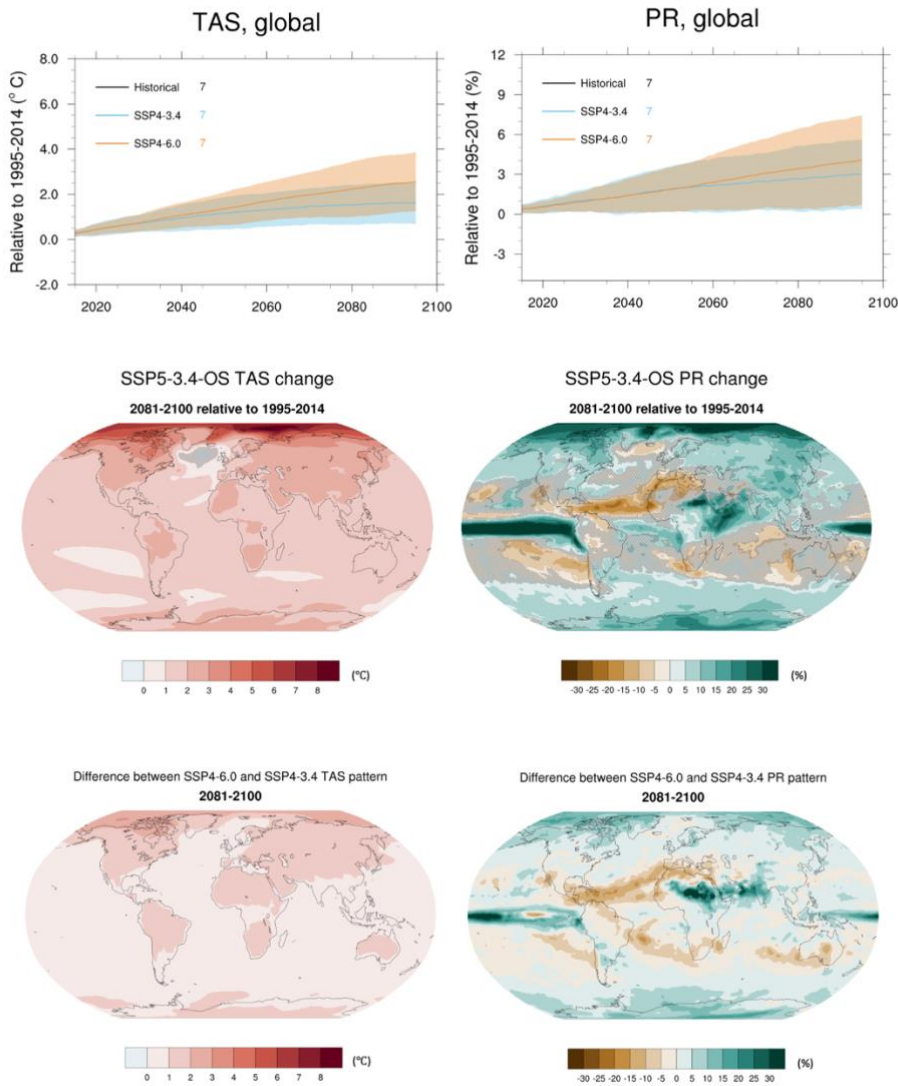 TAS, global
PR, global
Relative to 1995-2014 (° C)
8.0
6.0
4.0
2.0
0.0
-2.0
Historical 7
SSP4-3.4 7
SSP4-6.0 7
2020 2040 2060 2080 2100
Relative to 1995-2014 (%)
12
9
6
3
0
-3
Historical 7
SSP4-3.4 7
SSP4-6.0 7
2020 2040 2060 2080 2100
SSP5-3.4-OS TAS change
2081-2100 relative to 1995-2014
0 1 2 3 4 5 6 7 8 (°C)
SSP5-3.4-OS PR change
2081-2100 relative to 1995-2014
-30 -25 -20 -15 -10 -5 0 5 10 15 20 25 30 (%)
Difference between SSP4-6.0 and SSP4-3.4 TAS pattern
2081-2100
0 1 2 3 4 5 6 7 8 (°C)
Difference between SSP4-6.0 and SSP4-3.4 PR pattern
2081-2100
-30 -25 -20 -15 -10 -5 0 5 10 15 20 25 30 (%)